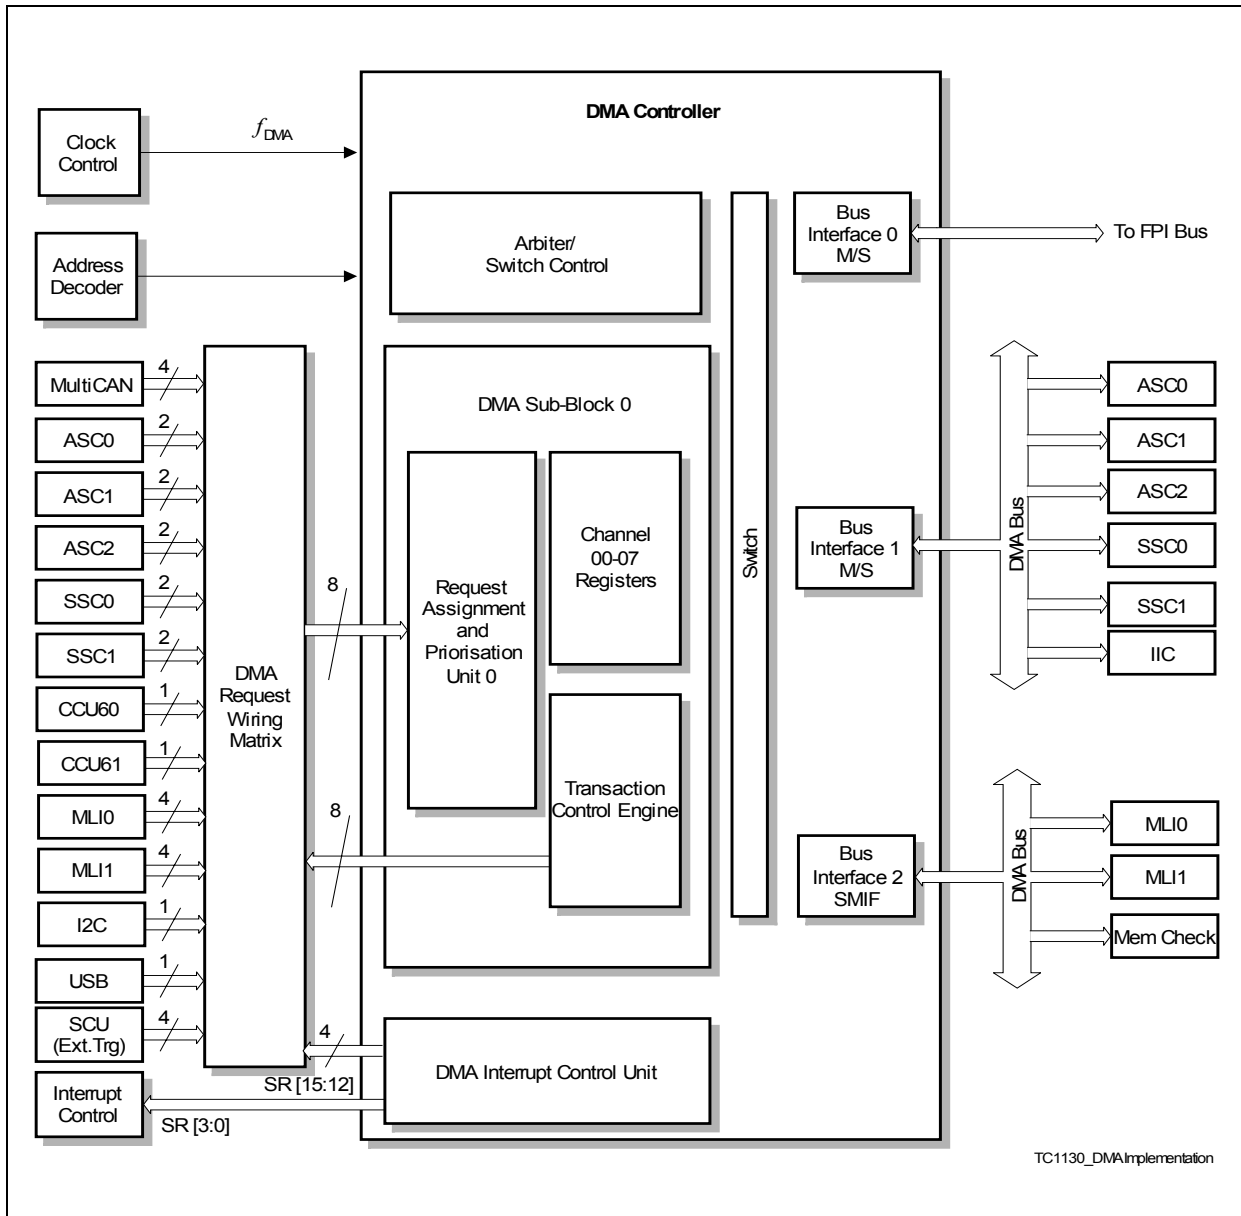 DMA Controller
Clock
Control
f DMA
Address
Decoder
Arbiter/
Switch Control
Bus
Interface 0
M/S
To FPI Bus
MultiCAN
4
ASC0
2
ASC1
2
ASC2
2
SSC0
2
SSC1
2
CCU60
1
CCU61
1
MLI0
4
MLI1
4
I2C
1
USB
1
SCU
(Ext.Trg)
4
Interrupt
Control
DMA
Request
Wiring
Matrix
8
8
4
SR [15:12]
SR [3:0]
DMA Sub-Block 0
Request
Assignment
and
Priorisation
Unit 0
Channel
00-07
Registers
Transaction
Control Engine
DMA Interrupt Control Unit
Switch
Bus
Interface 1
M/S
DMA Bus
ASC0
ASC1
ASC2
SSC0
SSC1
IIC
Bus
Interface 2
SMIF
DMA Bus
MLI0
MLI1
Mem Check
TC1130_DMAImplementation